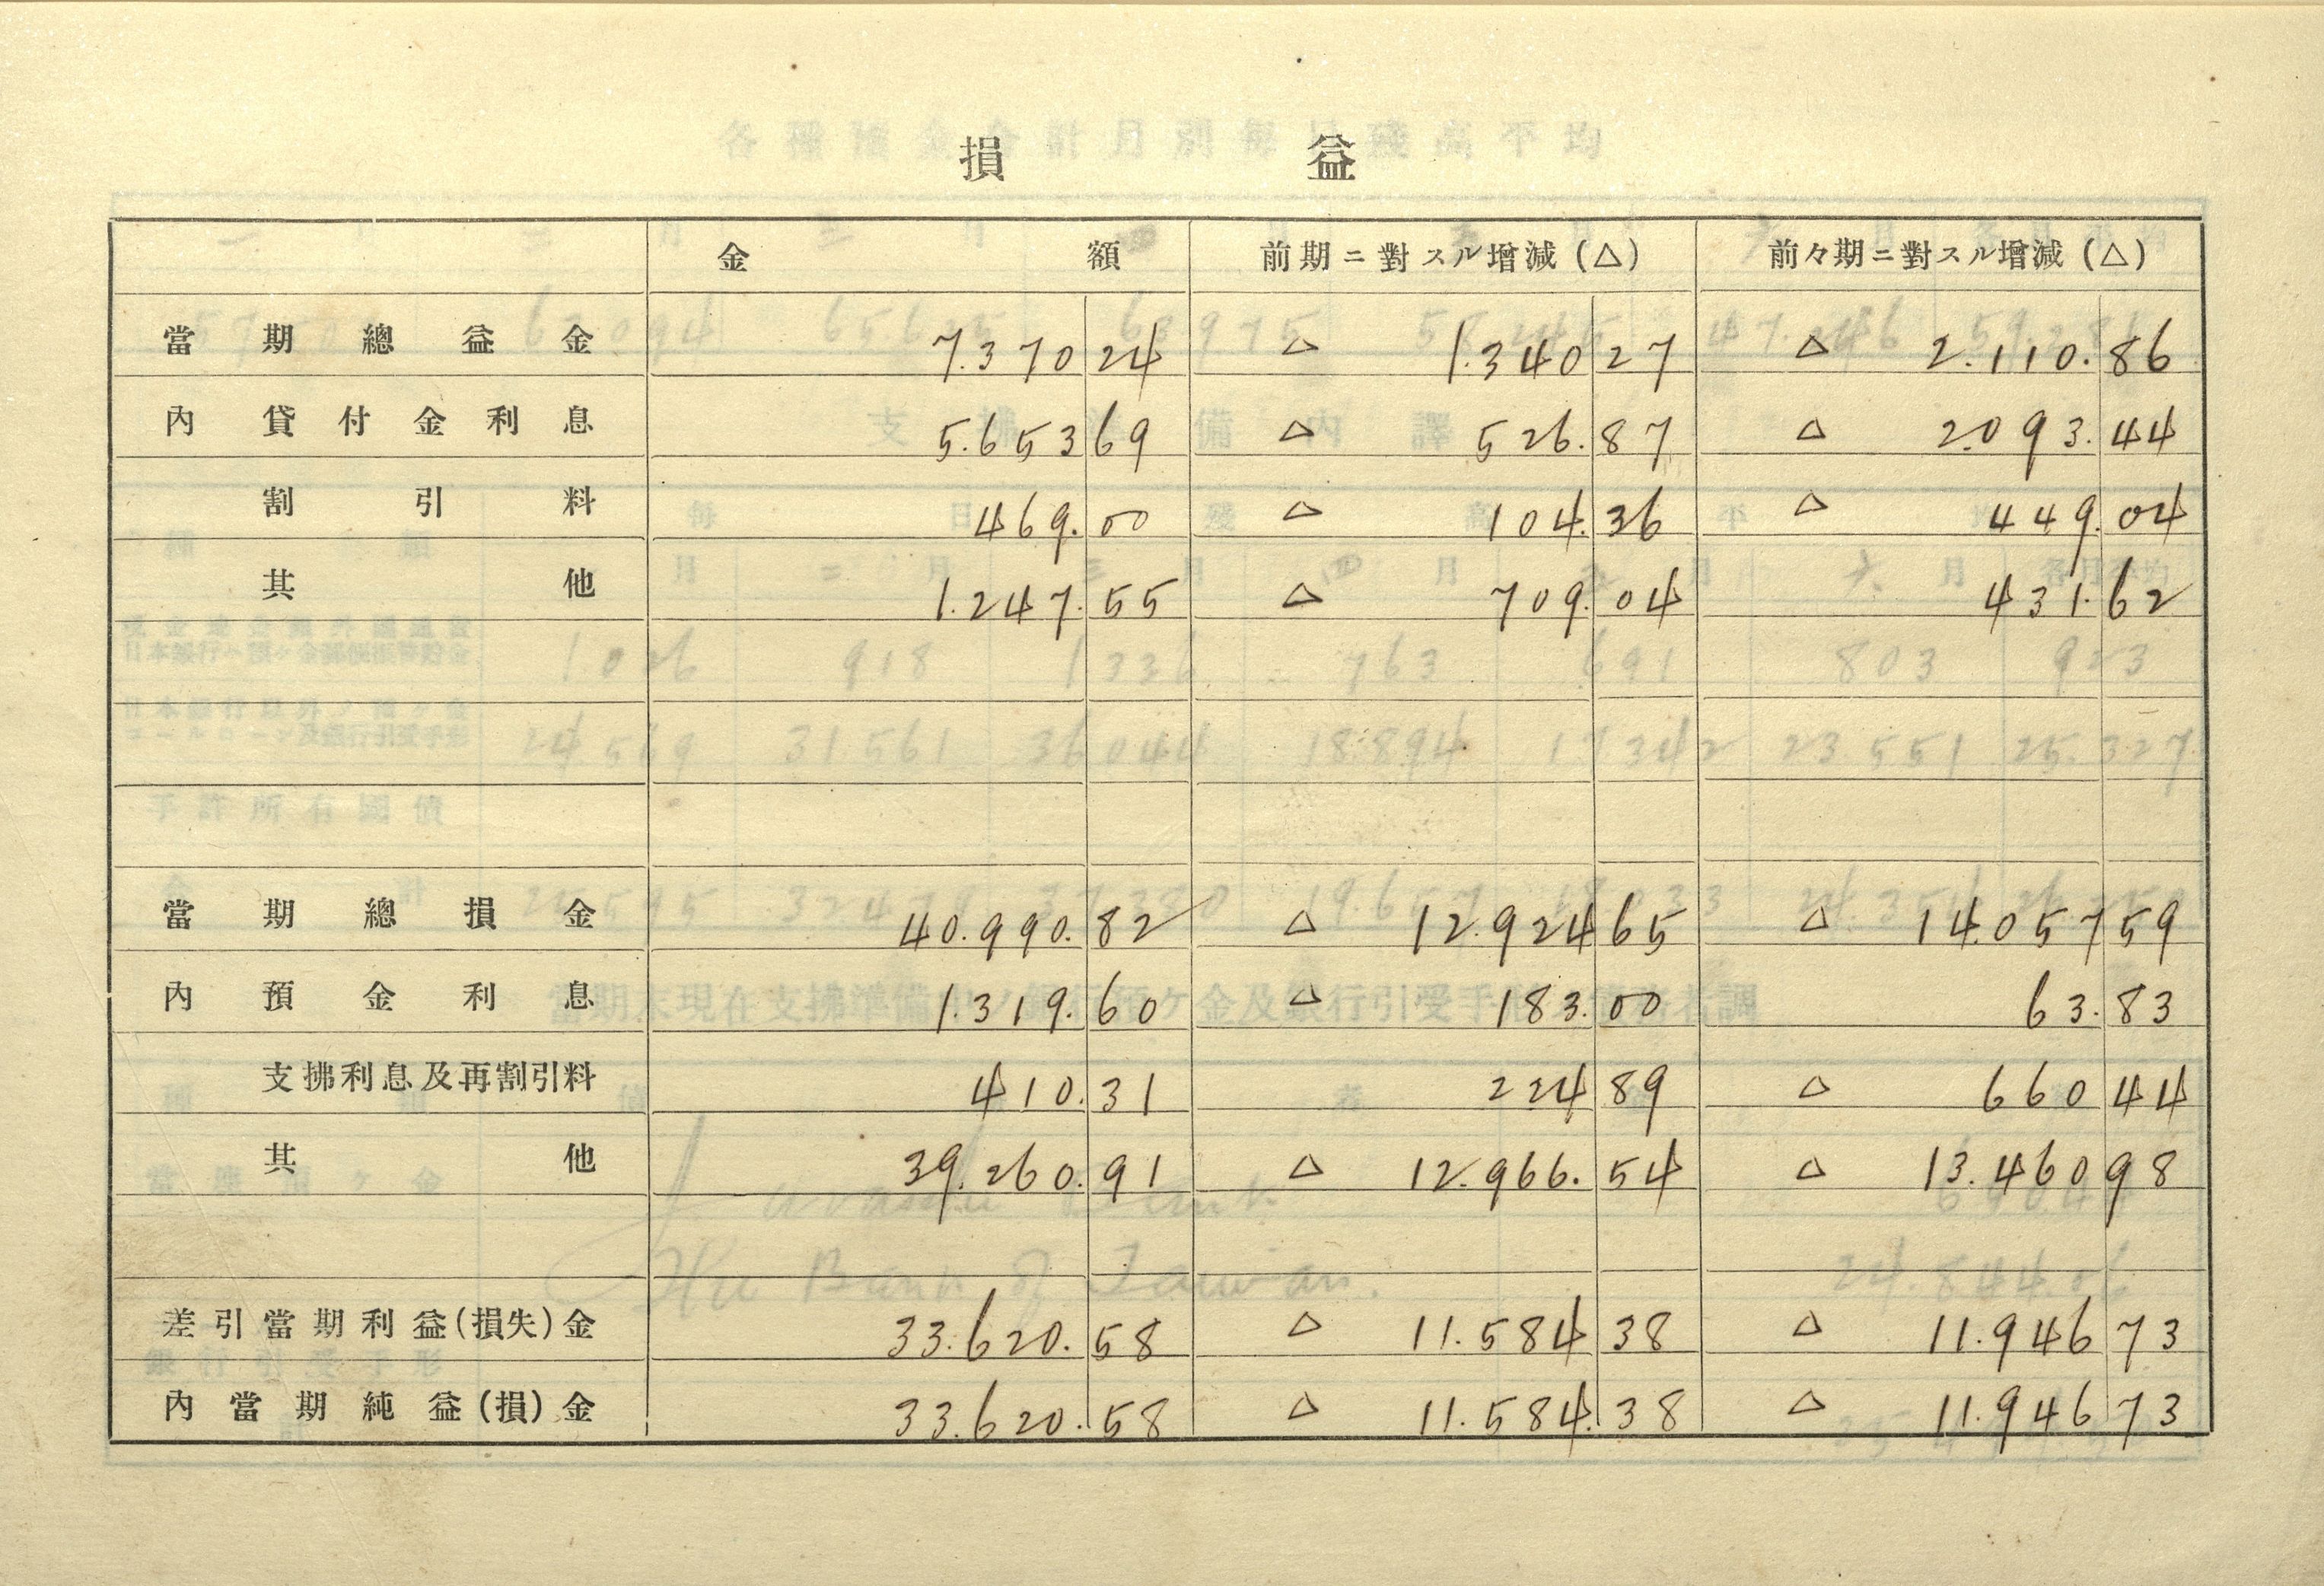 損 益
金 額 前期ニ對スル增減(△) 前々期ニ對スル增減(△)
當期總益金 7.370 24 △ 1.340 27 △ 2.110.86
內 貸付金利息 5.653 69 △ 526.87 △ 2.093.44
割引料 469.00 △ 104.36 △ 449.04
其他 1.247.55 △ 709.04 431.62
當期總損金 40.990.82 △ 12.924 65 △ 14.057 59
內 預金利息 1.319.60 △ 183.00 63.83
支拂利息及再割引料 410.31 224 89 △ 660 44
其他 39.260.91 △ 12.966.54 △ 13.460 98
差引當期利益(損失)金 33.620.58 △ 11.584 38 △ 11.946 73
內當期純益(損)金 33.620.58 △ 11.584.38 △ 11.946 73